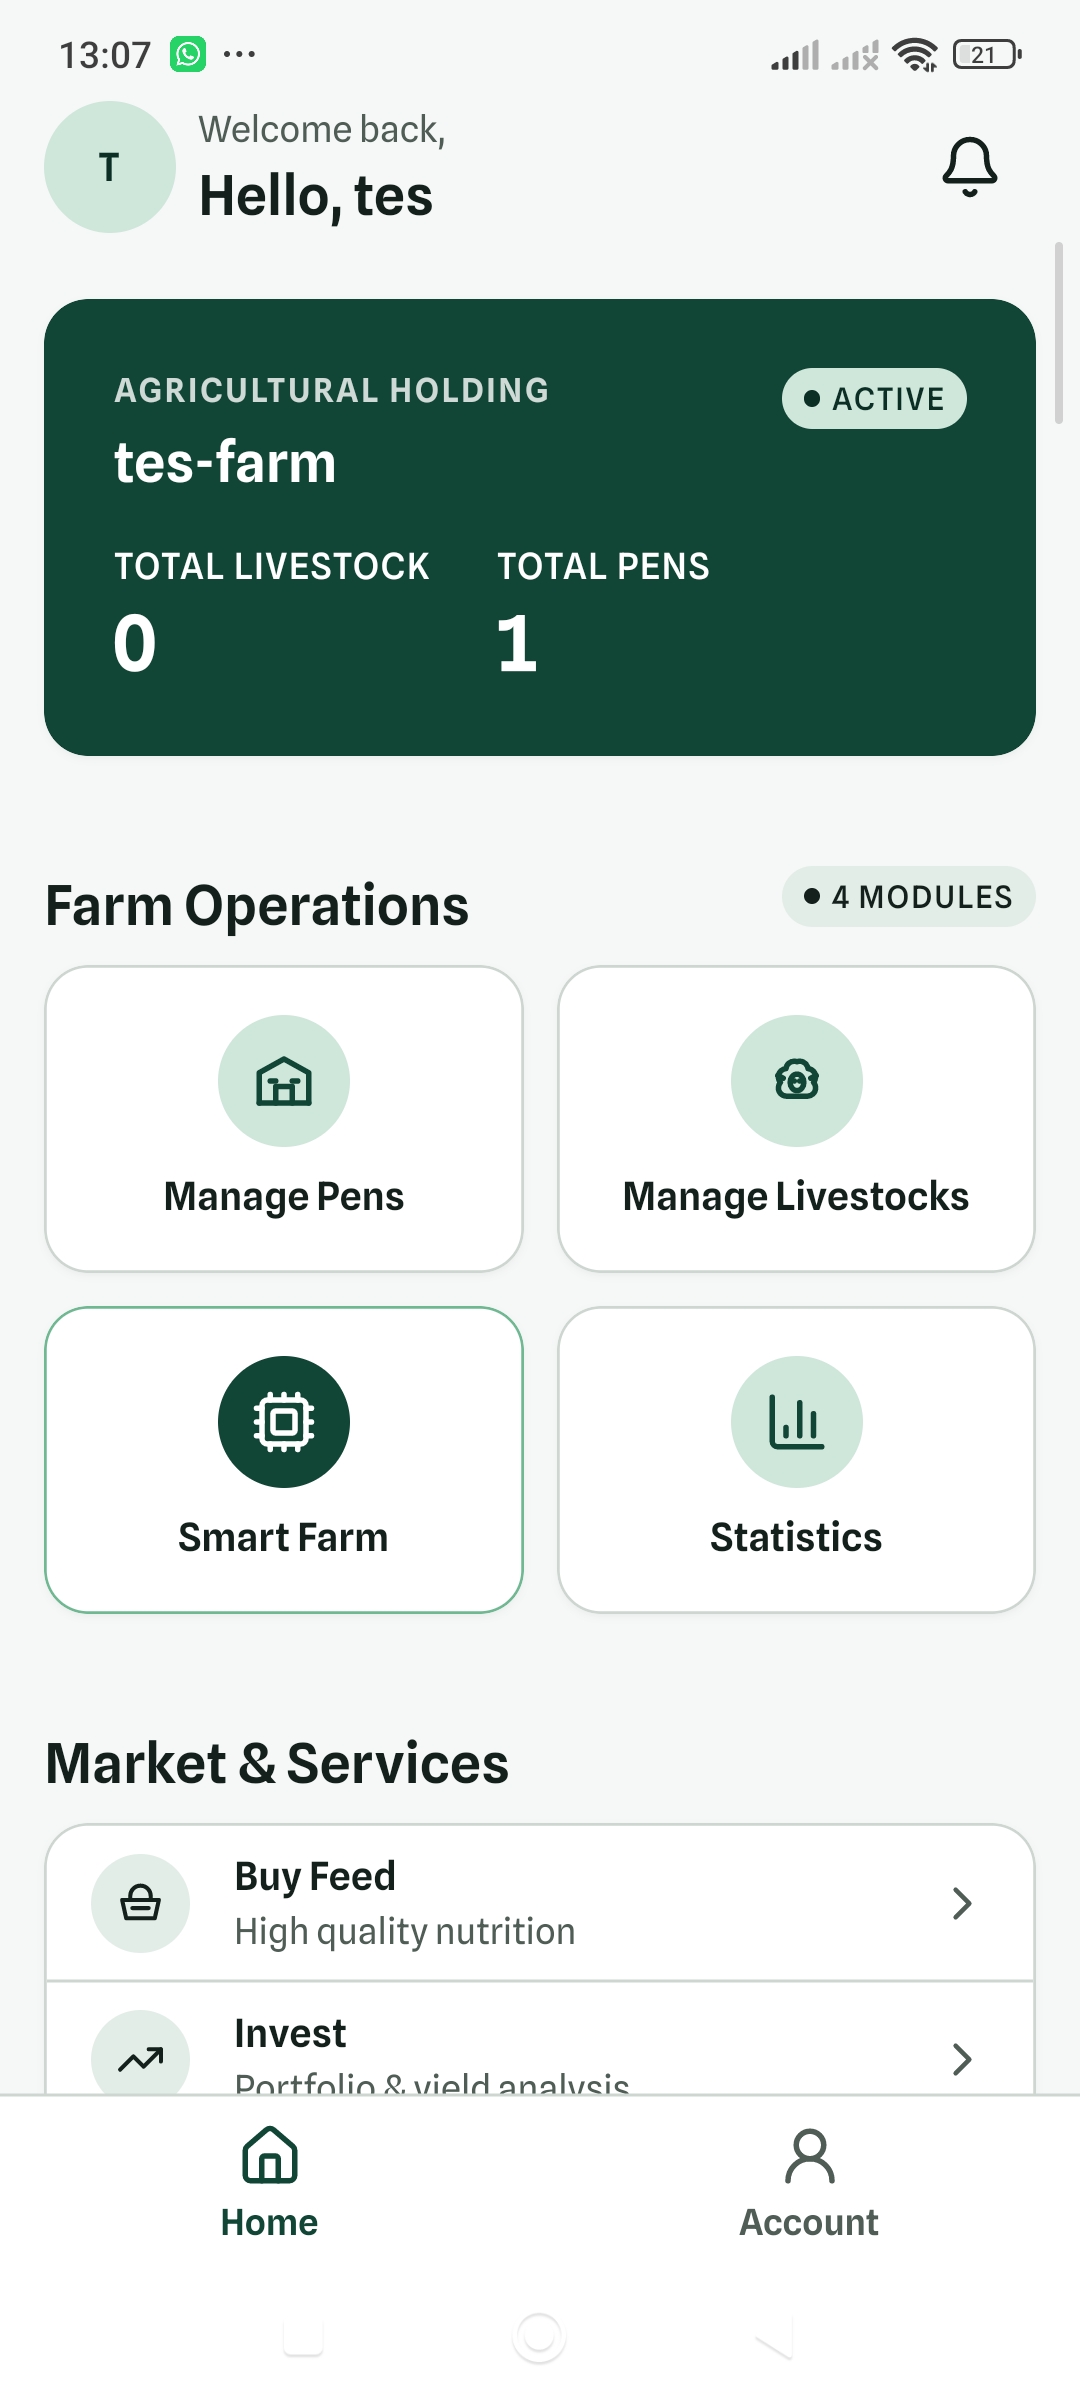 13:07
21
T
Welcome back,
Hello, tes
AGRICULTURAL HOLDING
ACTIVE
tes-farm
TOTAL LIVESTOCK
TOTAL PENS
0
1
Farm Operations
4 MODULES
Manage Pens
Manage Livestocks
Smart Farm
Statistics
Market & Services
Buy Feed
High quality nutrition
Invest
Portfolio & yield analysis
Home
Account